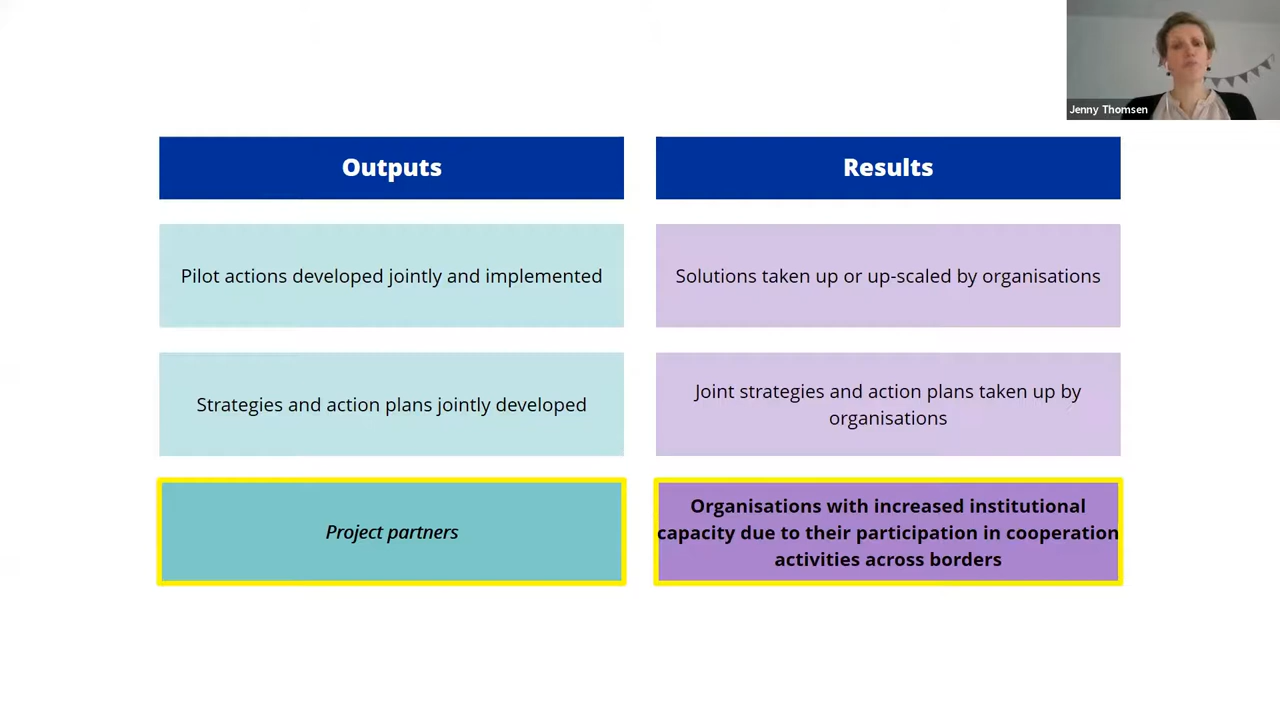 Jenny Thomsen
Outputs
Results
Pilot actions developed jointly and implemented
Solutions taken up or up-scaled by organisations
Strategies and action plans jointly developed
Joint strategies and action plans taken up by
organisations
Project partners
Organisations with increased institutional
capacity due to their participation in cooperation
activities across borders